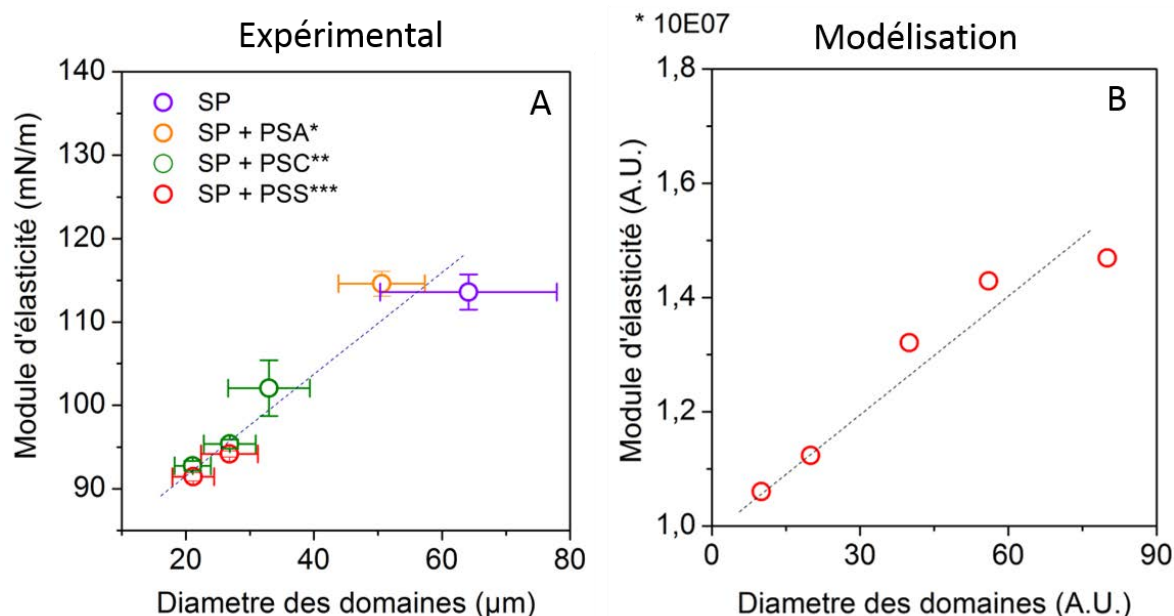 Expérimental
A
SP
SP + PSA*
SP + PSC**
SP + PSS***
140
130
120
110
100
90
20
40
60
80
Module d'élasticité (mN/m)
Diametre des domaines (µm)
* 10E07
Modélisation
B
1,8
1,6
1,4
1,2
1,0
0
30
60
90
Module d'élasticité (A.U.)
Diametre des domaines (A.U.)